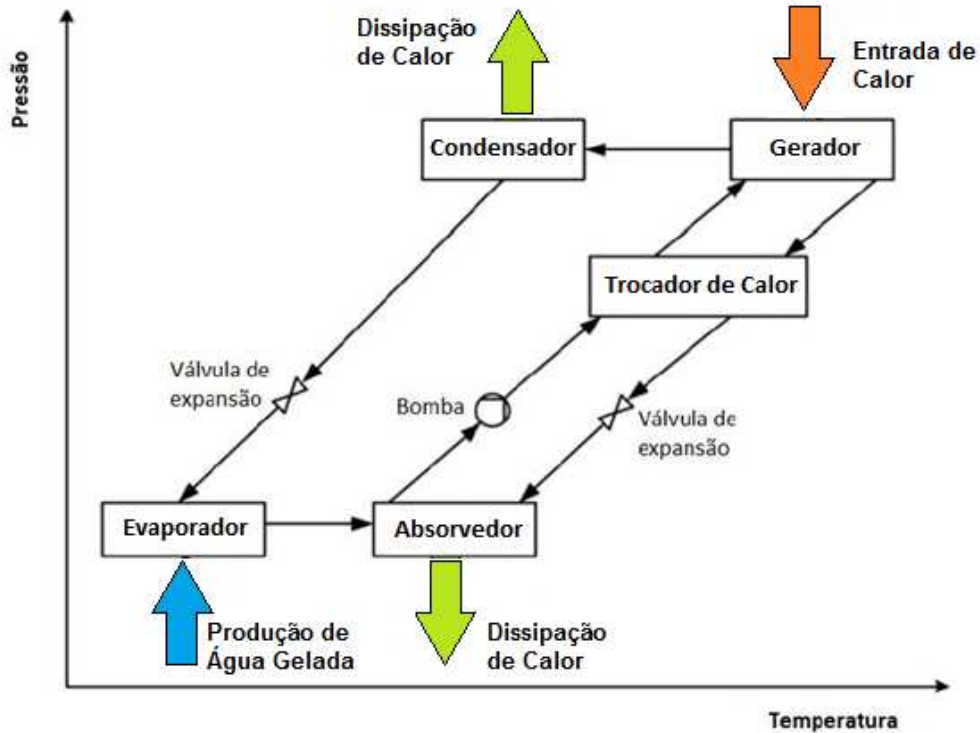 Dissipação
de Calor
Entrada de
Calor
Pressão
Condensador
Gerador
Trocador de Calor
Válvula de
expansão
Bomba
Válvula de
expansão
Evaporador
Absorvedor
Produção de
Água Gelada
Dissipação
de Calor
Temperatura